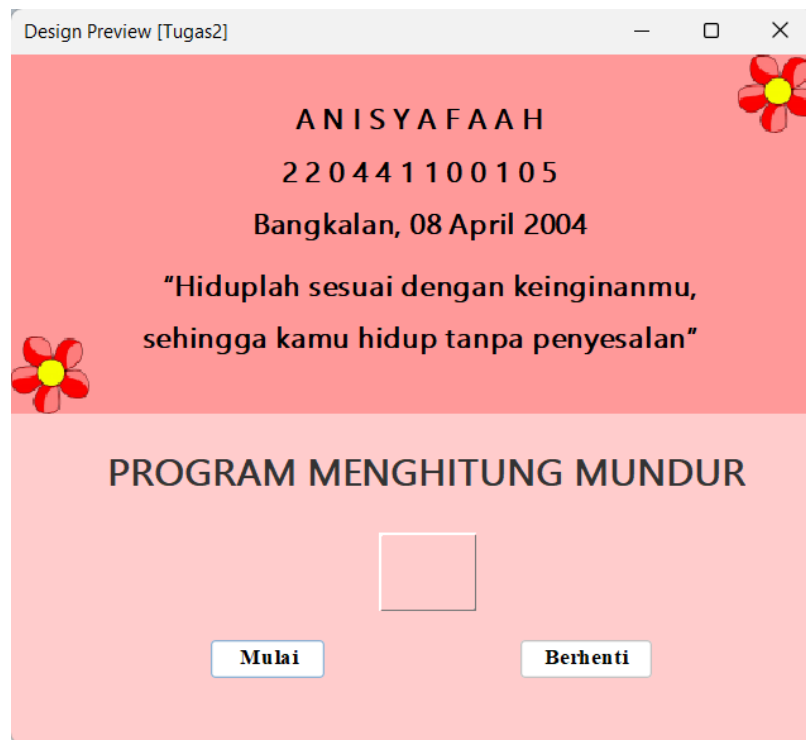 Design Preview [Tugas2]
A N I S Y A F A A H
2 2 0 4 4 1 1 0 0 1 0 5
Bangkalan, 08 April 2004
“Hiduplah sesuai dengan keinginanmu,
sehingga kamu hidup tanpa penyesalan”
PROGRAM MENGHITUNG MUNDUR
Mulai Berhenti